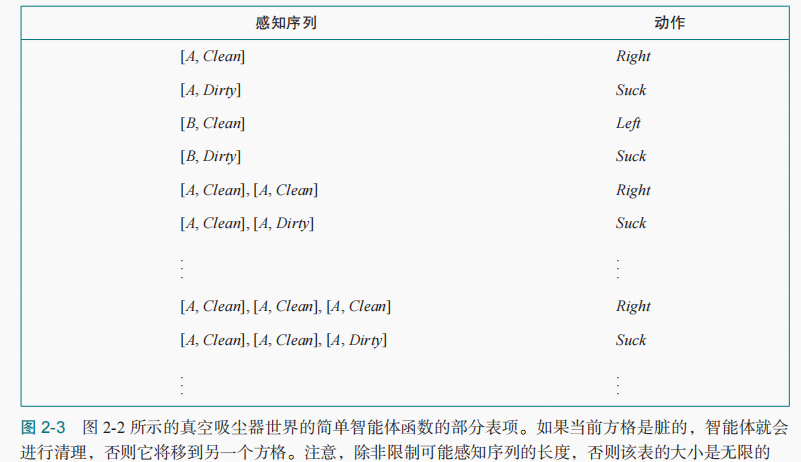 感知序列 动作
[A, Clean] Right
[A, Dirty] Suck
[B, Clean] Left
[B, Dirty] Suck
[A, Clean], [A, Clean] Right
[A, Clean], [A, Dirty] Suck
⋮ ⋮
[A, Clean], [A, Clean], [A, Clean] Right
[A, Clean], [A, Clean], [A, Dirty] Suck
⋮ ⋮
图 2-3 图 2-2 所示的真空吸尘器世界的简单智能体函数的部分表项。如果当前方格是脏的，智能体就会
进行清理，否则它将移到另一个方格。注意，除非限制可能感知序列的长度，否则该表的大小是无限的